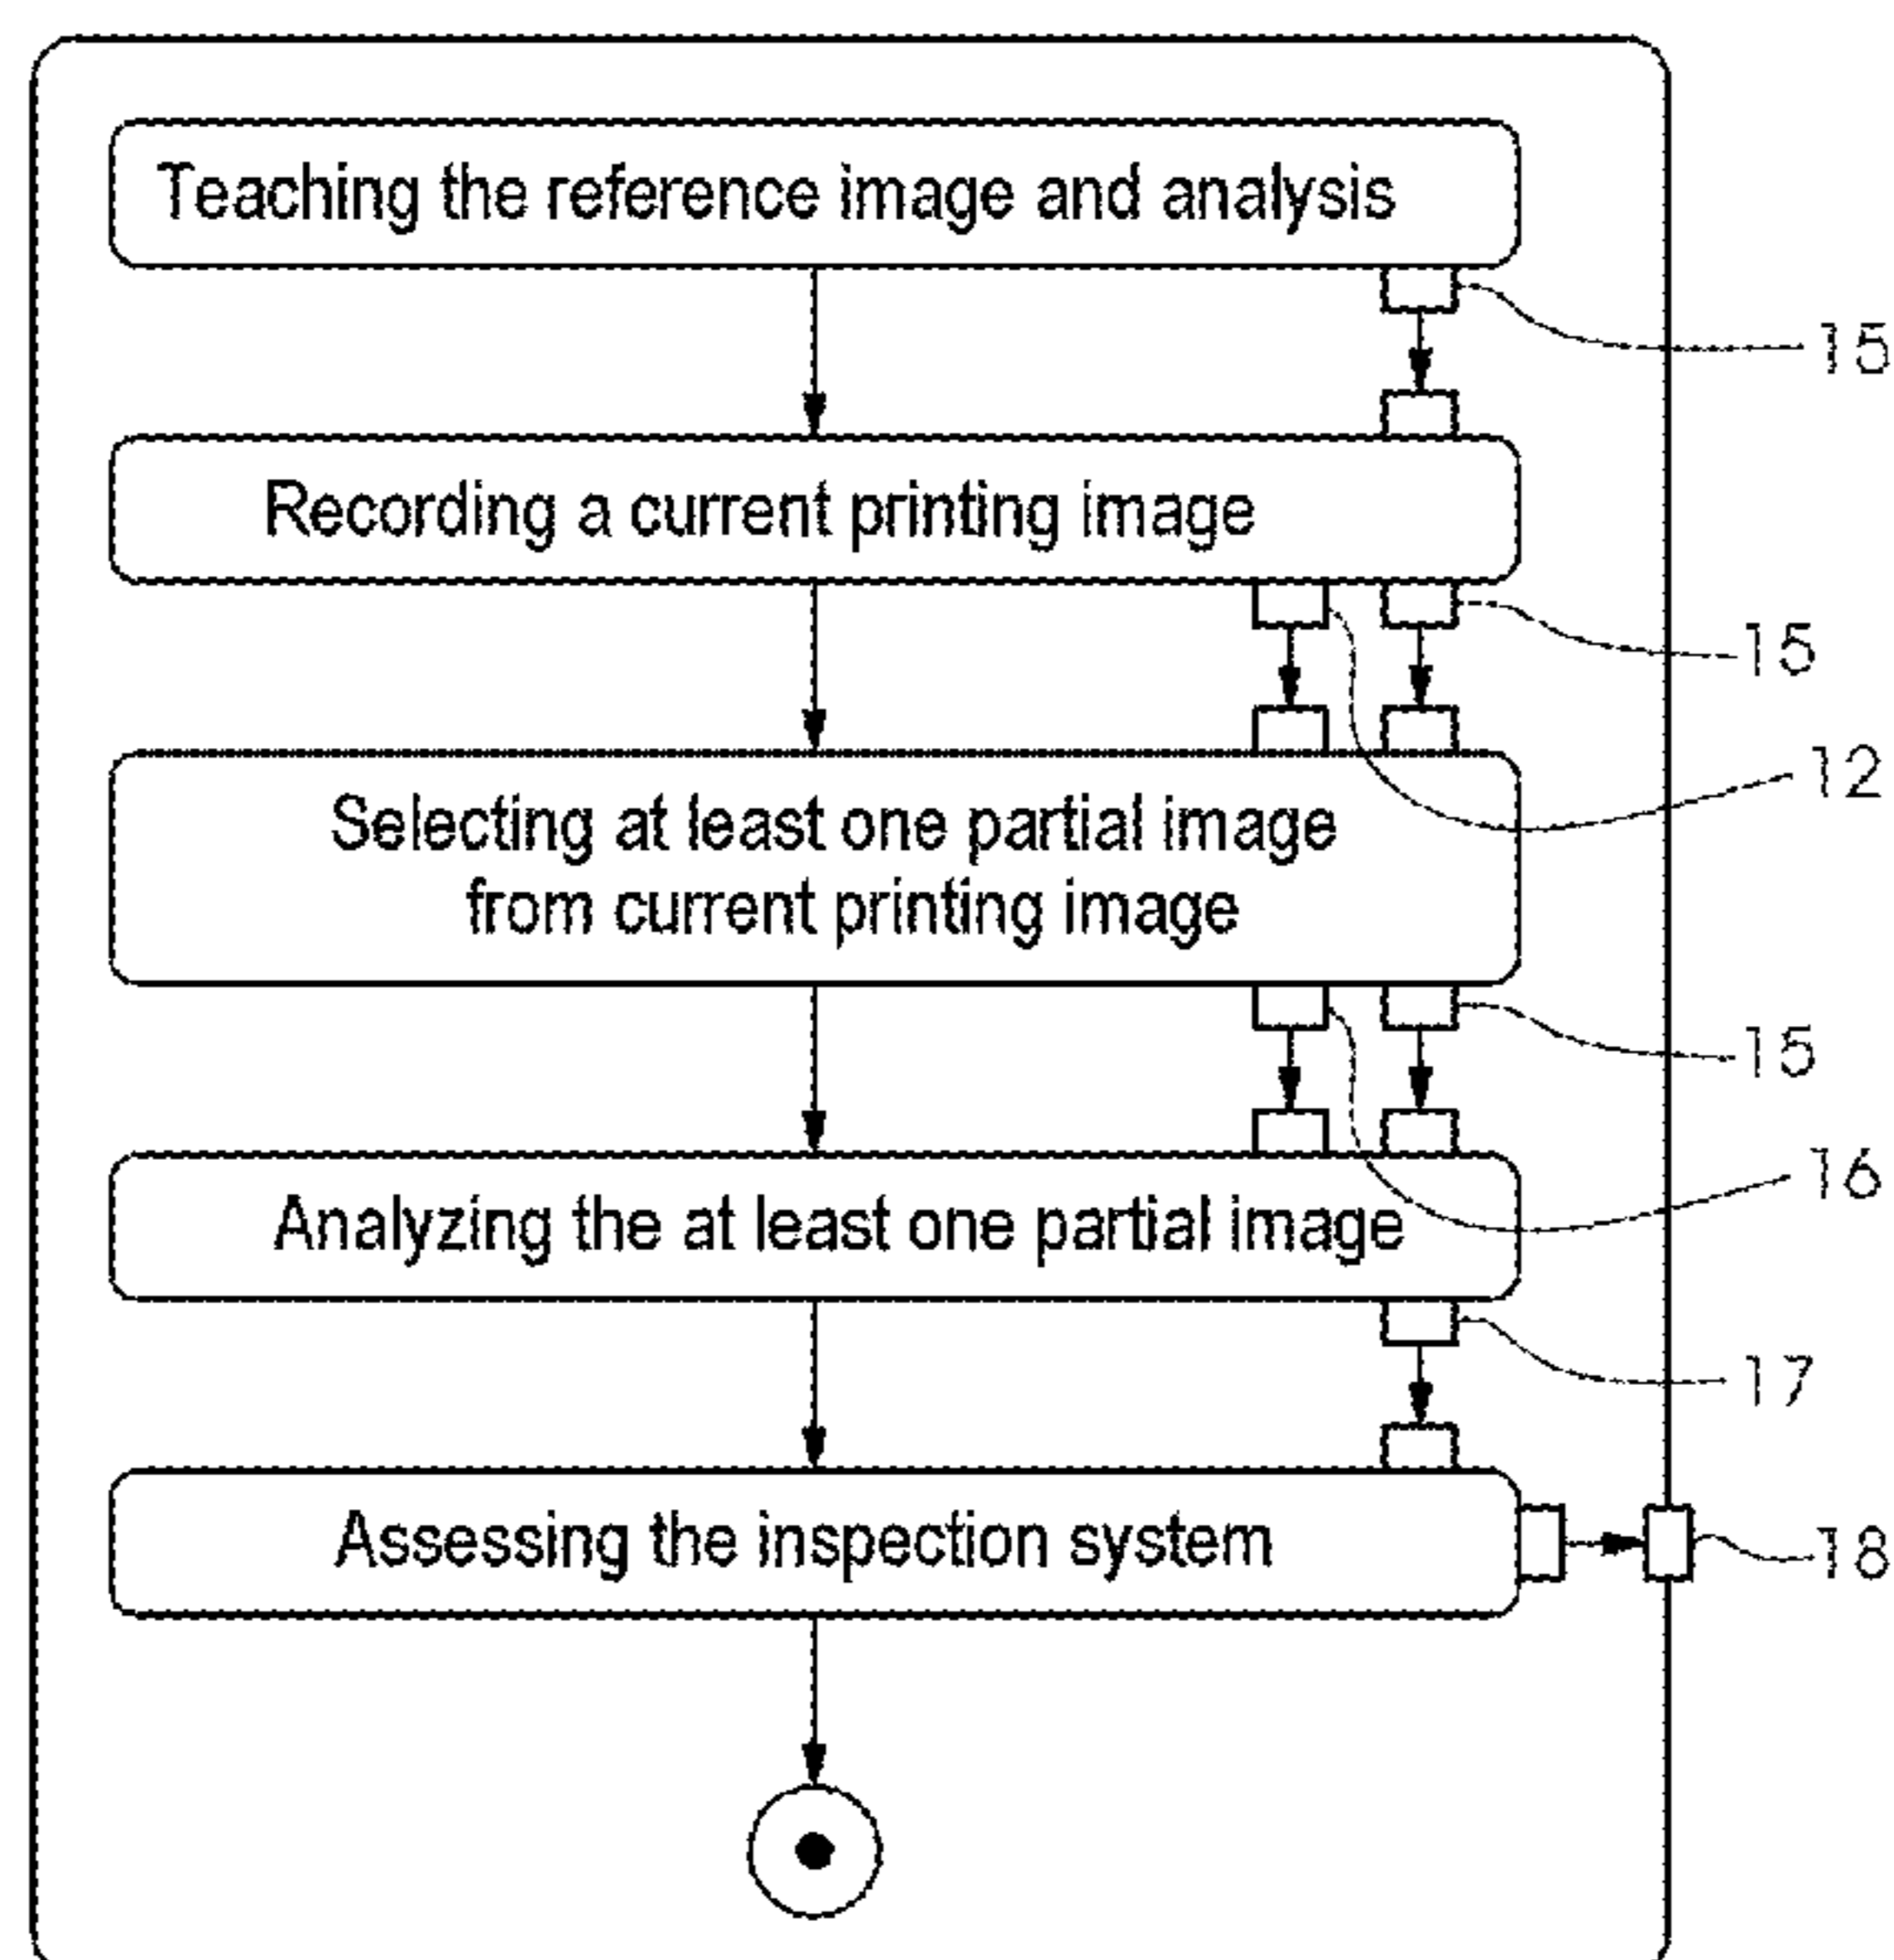 Teaching the reference image and analysis
15
Recording a current printing image
15
12
Selecting at least one partial image
from current printing image
15
16
Analyzing the at least one partial image
17
Assessing the inspection system
18